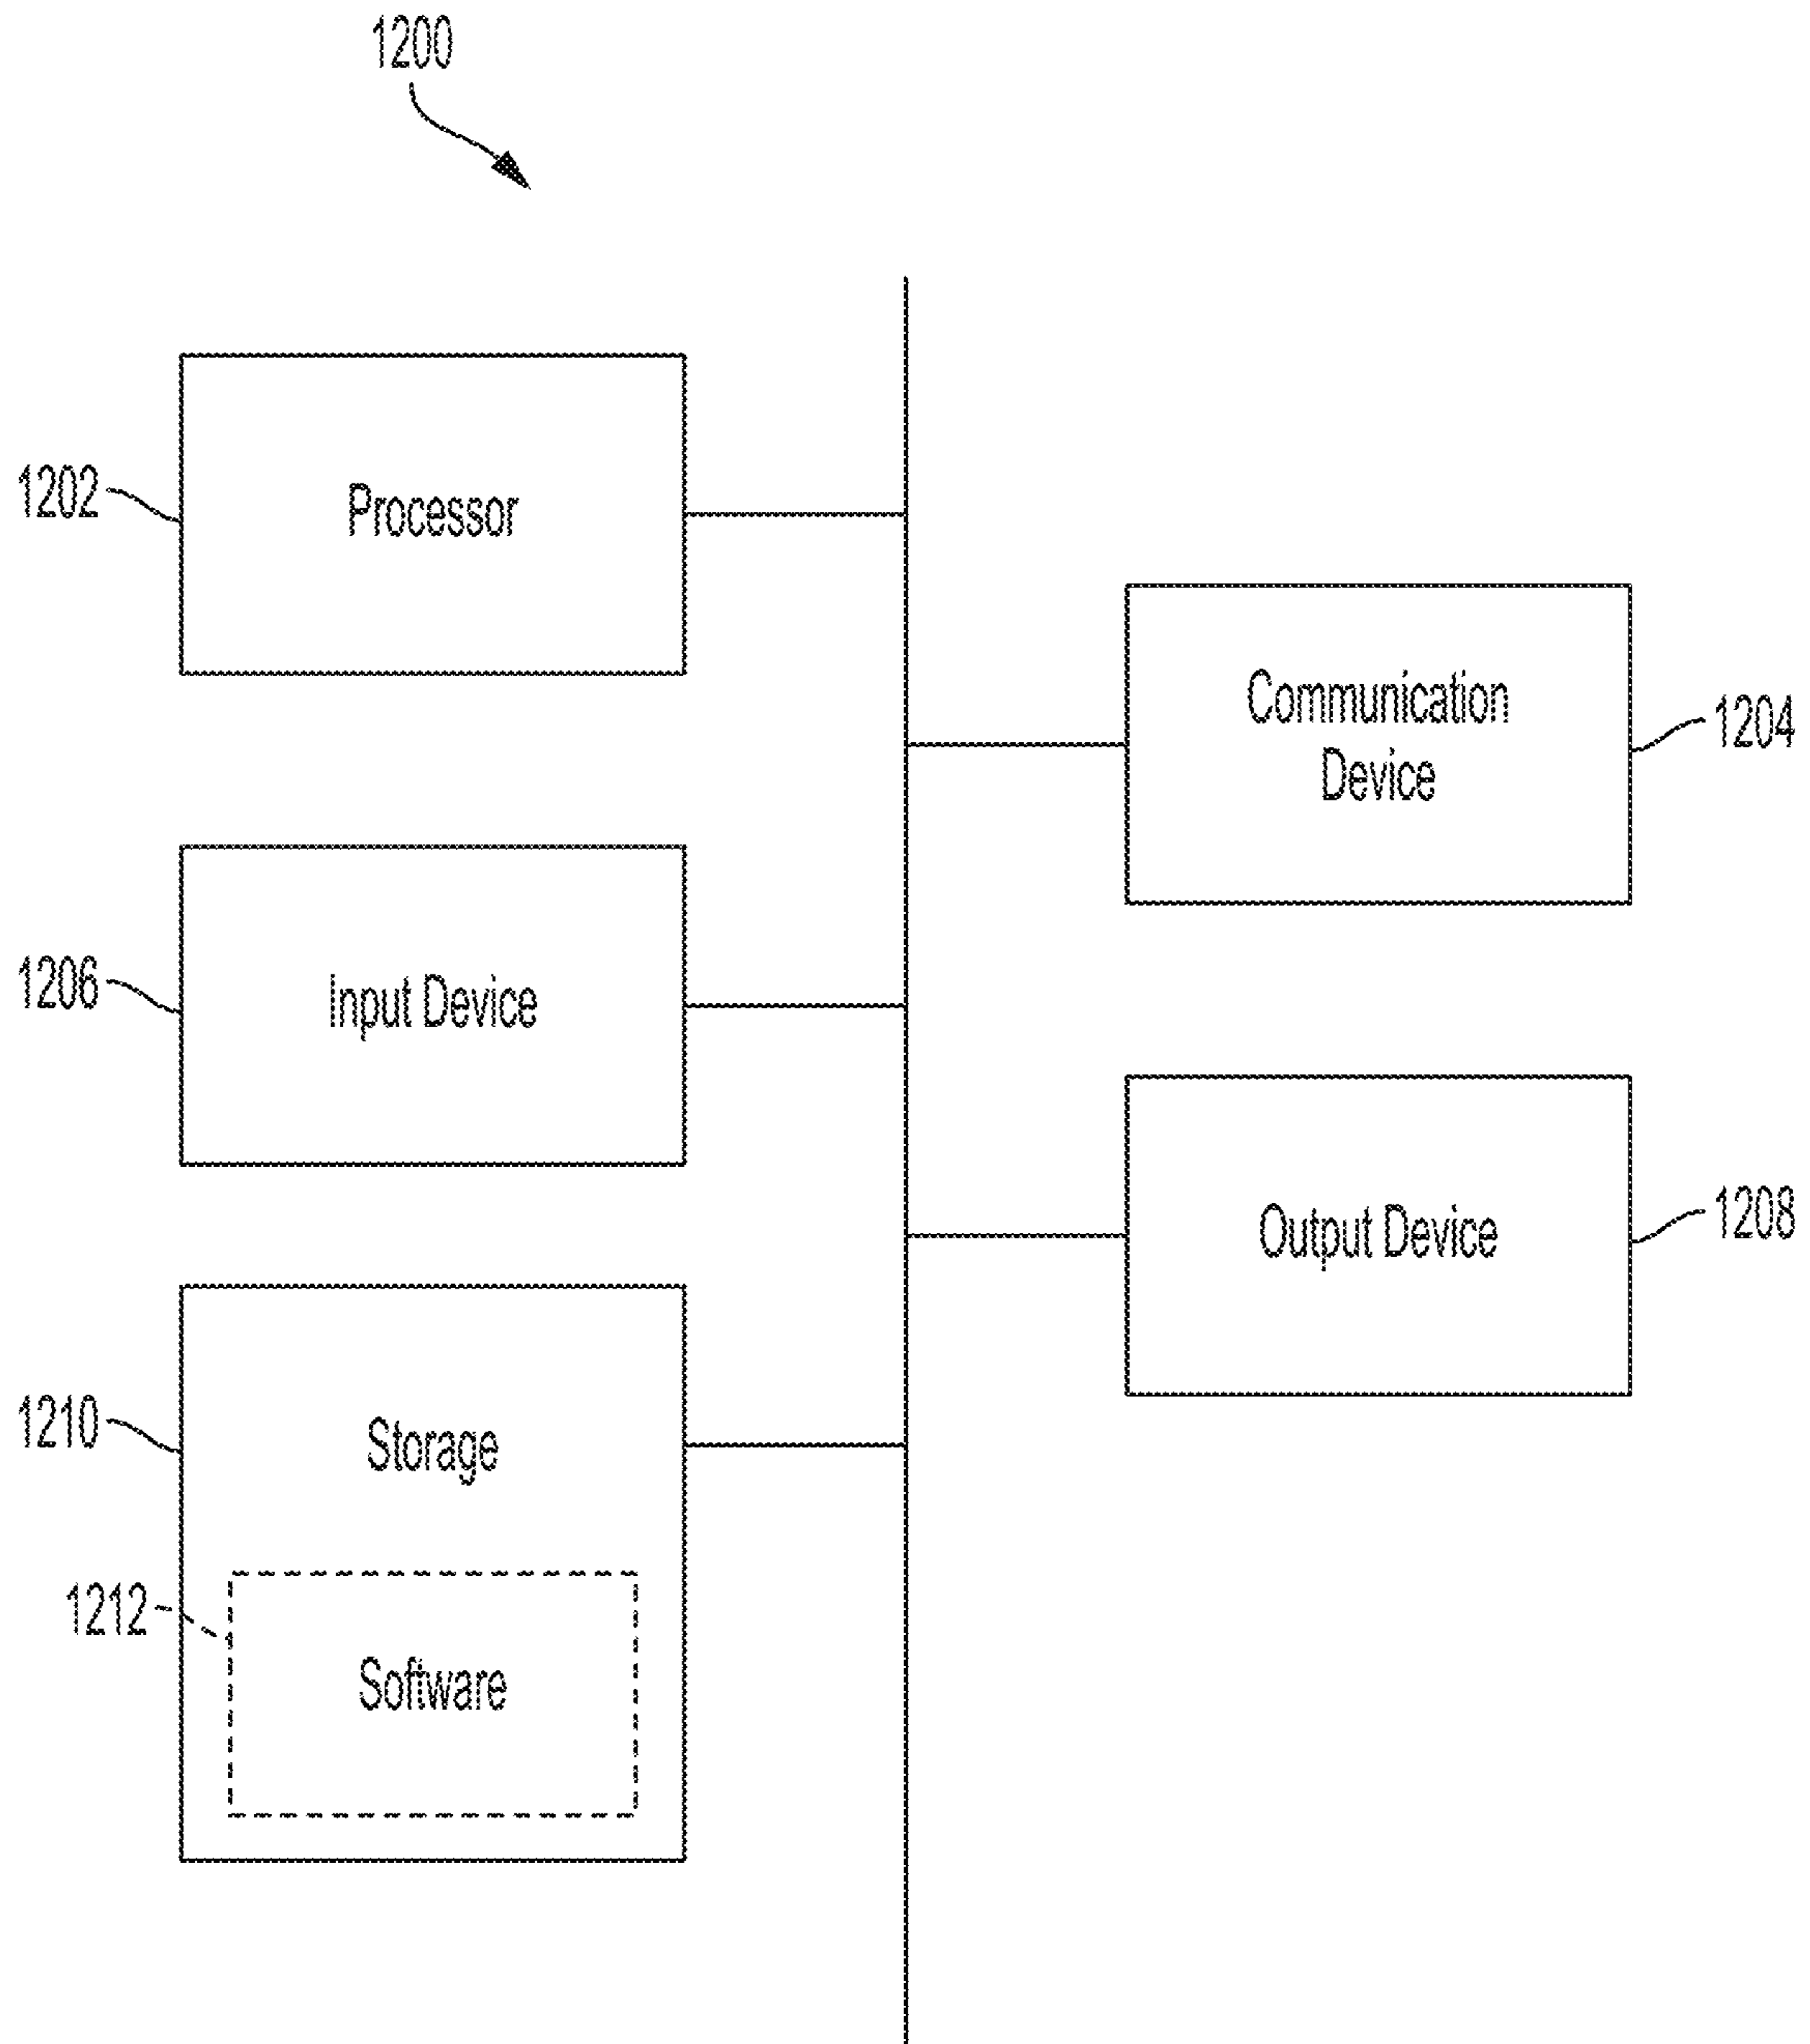 1200
1202
Processor
Communication
Device
1204
1206
Input Device
Output Device
1208
1210
Storage
1212
Software